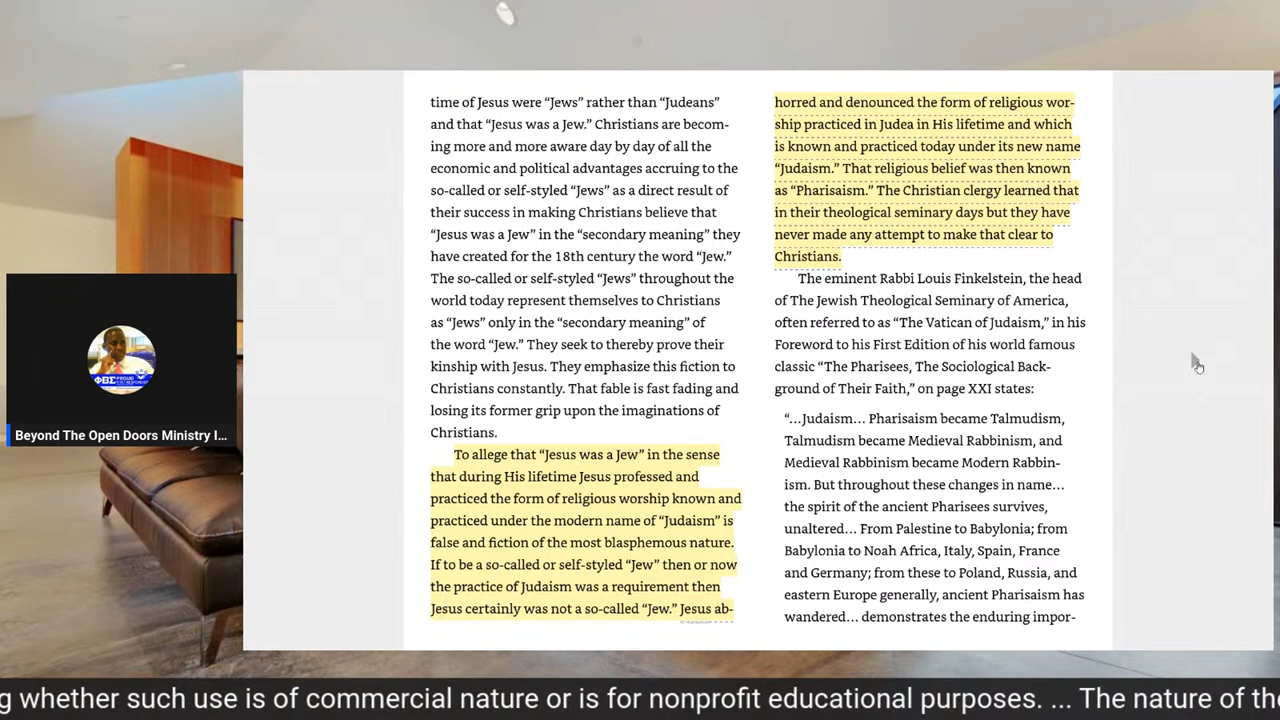 time of Jesus were “Jews” rather than “Judeans”
and that “Jesus was a Jew.” Christians are becom-
ing more and more aware day by day of all the
economic and political advantages accruing to the
so-called or self-styled “Jews” as a direct result of
their success in making Christians believe that
“Jesus was a Jew” in the “secondary meaning” they
have created for the 18th century the word “Jew.”
The so-called or self-styled “Jews” throughout the
world today represent themselves to Christians
as “Jews” only in the “secondary meaning” of
the word “Jew.” They seek to thereby prove their
kinship with Jesus. They emphasize this fiction to
Christians constantly. That fable is fast fading and
losing its former grip upon the imaginations of
Christians.
To allege that “Jesus was a Jew” in the sense
that during His lifetime Jesus professed and
practiced the form of religious worship known and
practiced under the modern name of “Judaism” is
false and fiction of the most blasphemous nature.
If to be a so-called or self-styled “Jew” then or now
the practice of Judaism was a requirement then
Jesus certainly was not a so-called “Jew.” Jesus ab-
horred and denounced the form of religious wor-
ship practiced in Judea in His lifetime and which
is known and practiced today under its new name
“Judaism.” That religious belief was then known
as “Pharisaism.” The Christian clergy learned that
in their theological seminary days but they have
never made any attempt to make that clear to
Christians.
The eminent Rabbi Louis Finkelstein, the head
of The Jewish Theological Seminary of America,
often referred to as “The Vatican of Judaism,” in his
Foreword to his First Edition of his world famous
classic “The Pharisees, The Sociological Back-
ground of Their Faith,” on page XXI states:
“…Judaism… Pharisaism became Talmudism,
Talmudism became Medieval Rabbinism, and
Medieval Rabbinism became Modern Rabbin-
ism. But throughout these changes in name…
the spirit of the ancient Pharisees survives,
unaltered… From Palestine to Babylonia; from
Babylonia to Noah Africa, Italy, Spain, France
and Germany; from these to Poland, Russia, and
eastern Europe generally, ancient Pharisaism has
wandered… demonstrates the enduring impor-
ΦΒΣ PROUD
Beyond The Open Doors Ministry I...
g whether such use is of commercial nature or is for nonprofit educational purposes. ... The nature of th